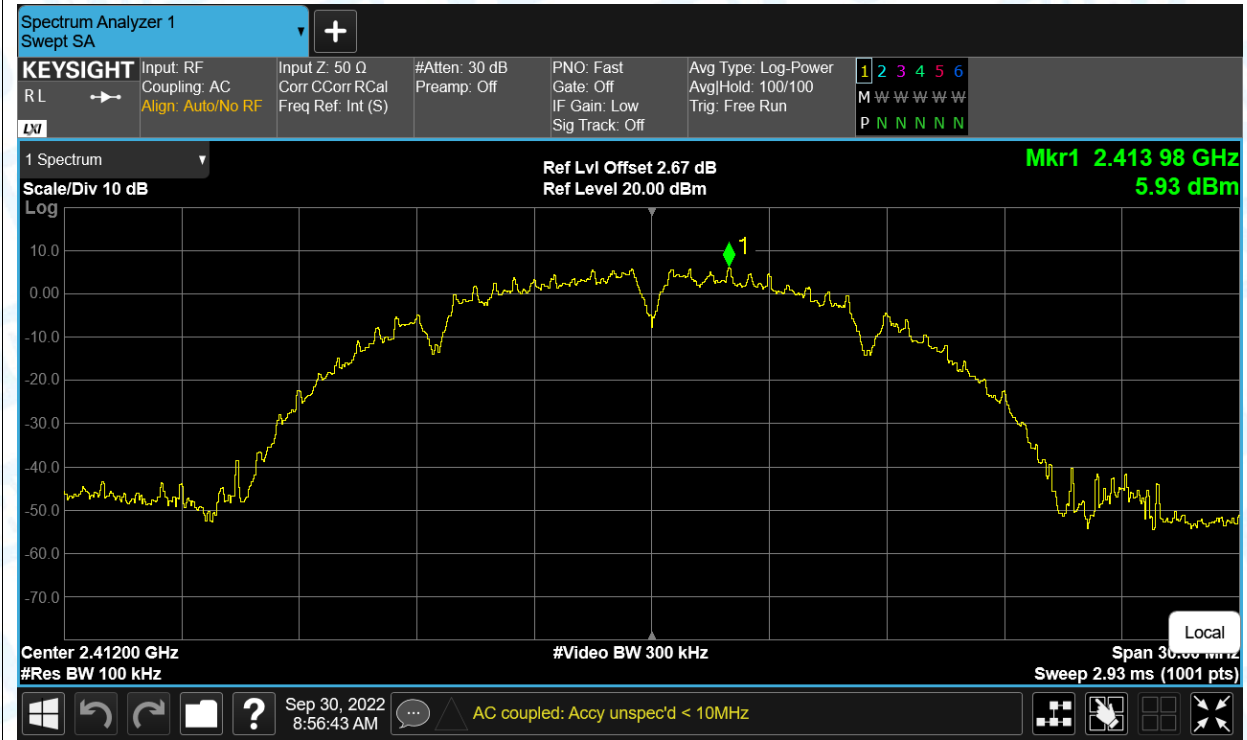 Spectrum Analyzer 1
Swept SA
KEYSIGHT
R L
LXI
Input: RF
Coupling: AC
Align: Auto/No RF
Input Z: 50 Ω
Corr CCorr RCal
Freq Ref: Int (S)
#Atten: 30 dB
Preamp: Off
PNO: Fast
Gate: Off
IF Gain: Low
Sig Track: Off
Avg Type: Log-Power
Avg|Hold: 100/100
Trig: Free Run
1 2 3 4 5 6
M W W W W W W
P N N N N N N
1 Spectrum
Scale/Div 10 dB
Log
Ref Lvl Offset 2.67 dB
Ref Level 20.00 dBm
Mkr1 2.413 98 GHz
5.93 dBm
1
10.0
0.00
-10.0
-20.0
-30.0
-40.0
-50.0
-60.0
-70.0
Local
Center 2.41200 GHz
#Res BW 100 kHz
#Video BW 300 kHz
Span 30.00 MHz
Sweep 2.93 ms (1001 pts)
?
Sep 30, 2022
8:56:43 AM
AC coupled: Accy unspec'd < 10MHz